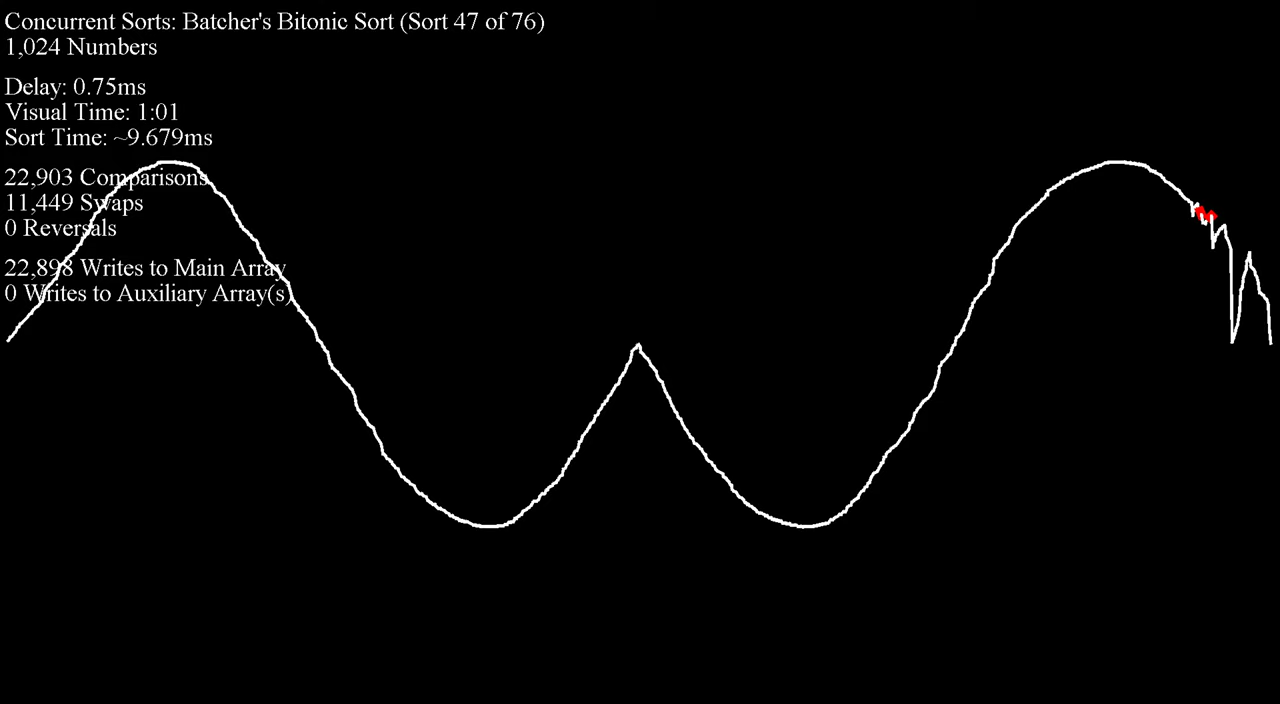 Concurrent Sorts: Batcher's Bitonic Sort (Sort 47 of 76)
1,024 Numbers
Delay: 0.75ms
Visual Time: 1:01
Sort Time: ~9.679ms
22,903 Comparisons
11,449 Swaps
0 Reversals
22,898 Writes to Main Array
0 Writes to Auxiliary Array(s)